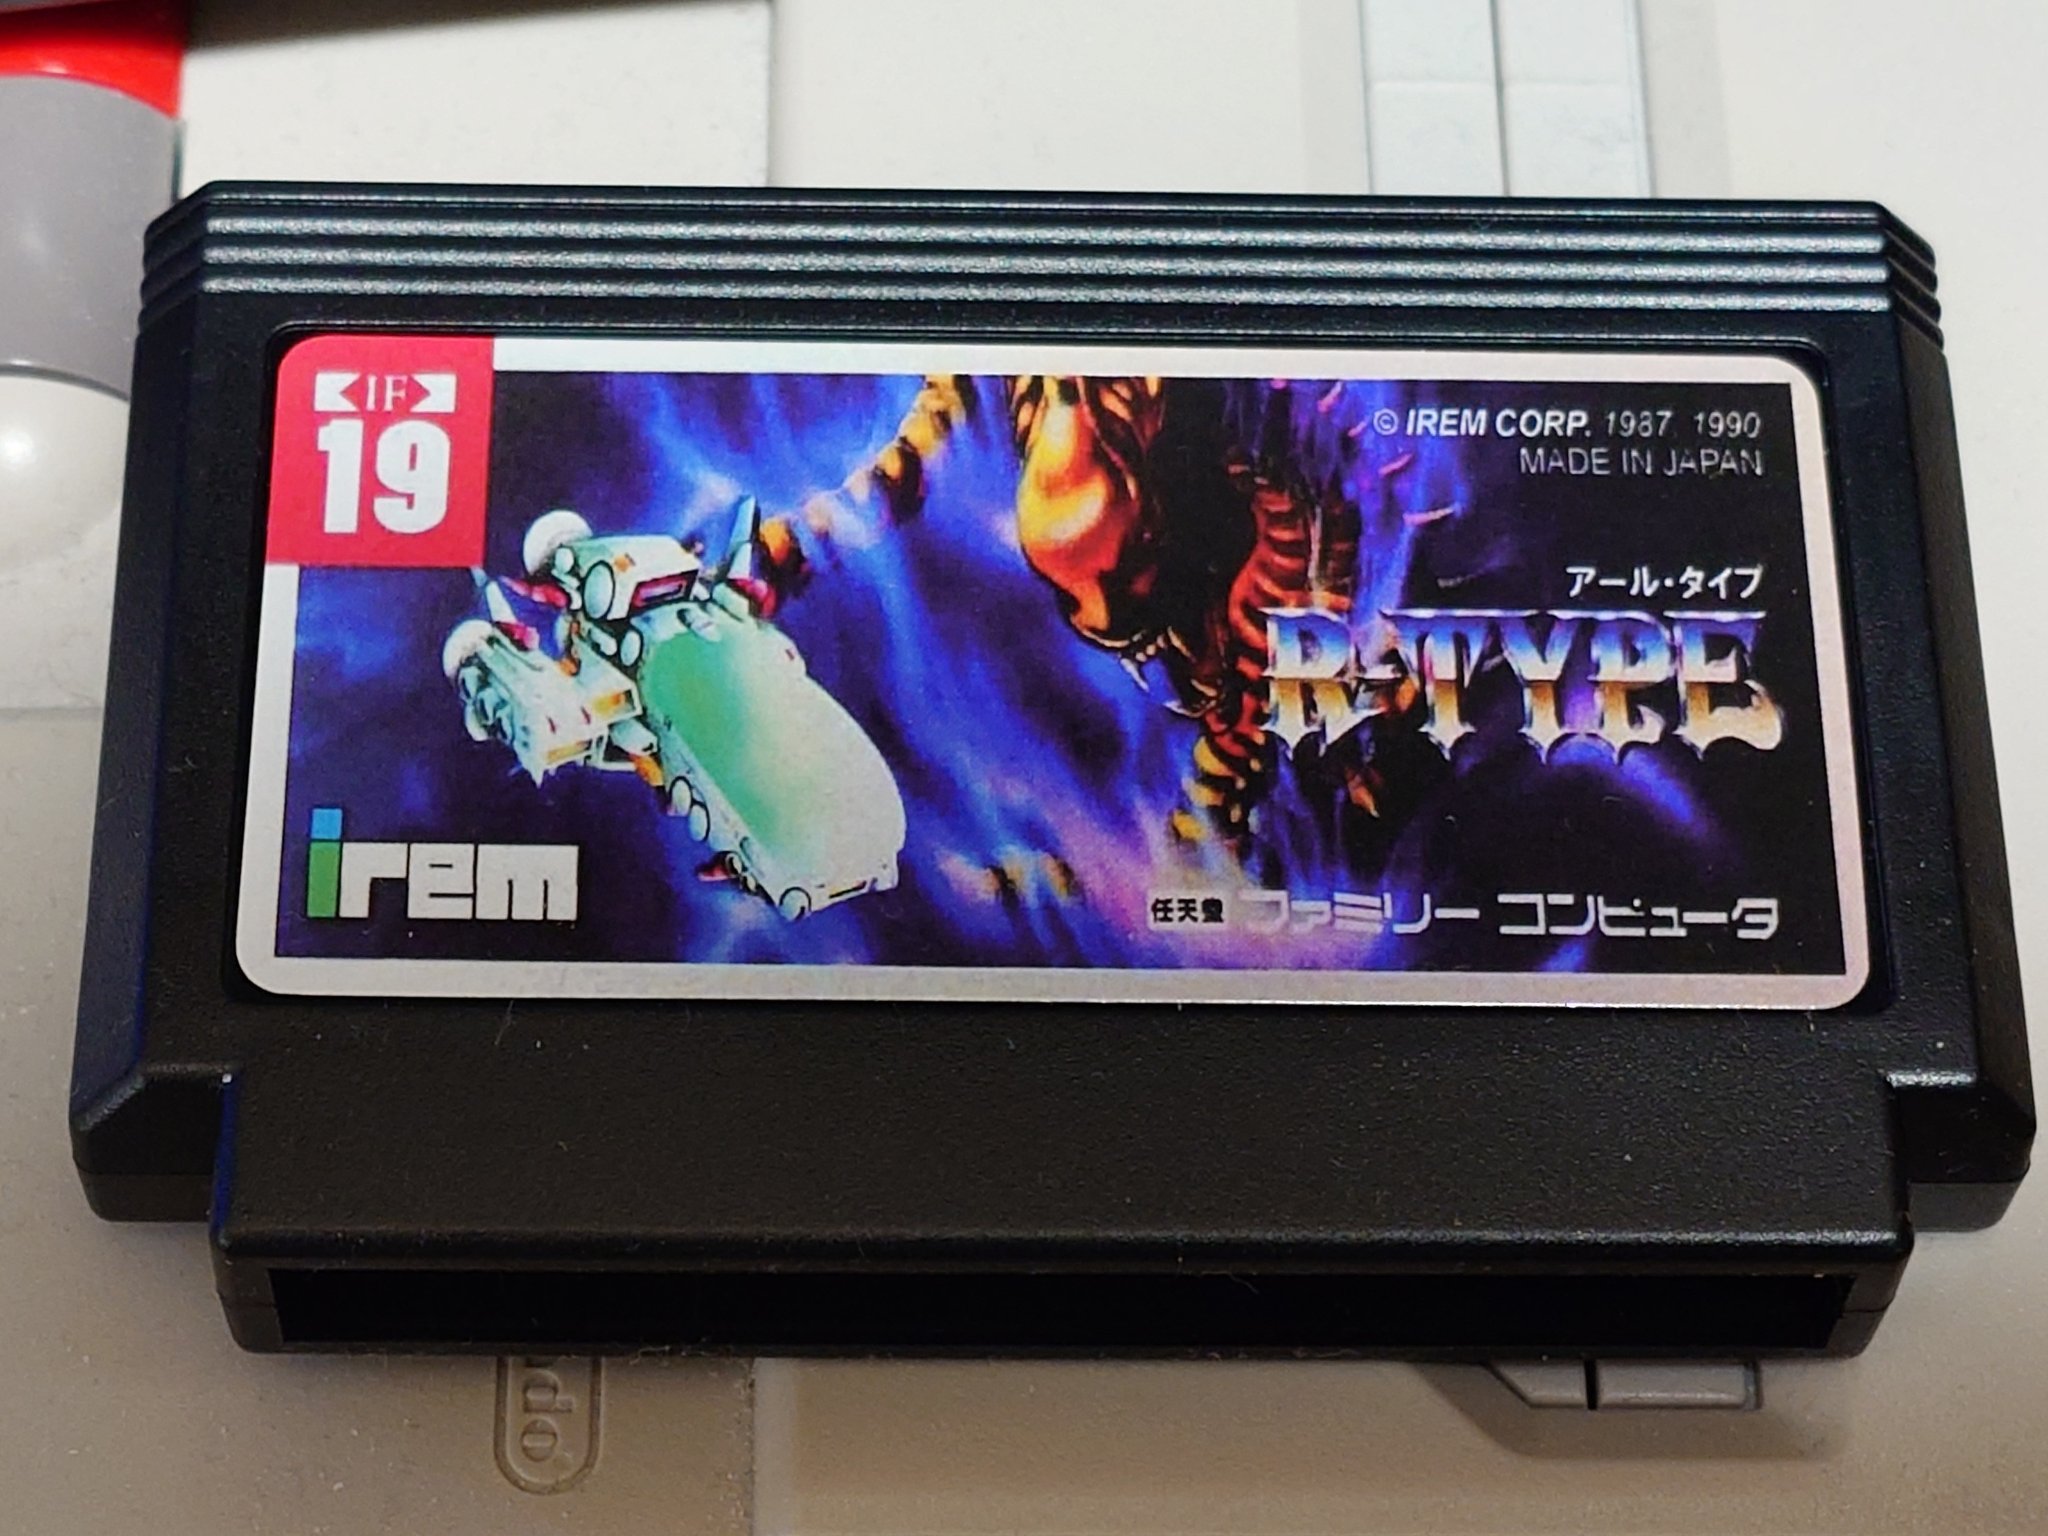 IF
19
© IREM CORP. 1987, 1990
MADE IN JAPAN
アール・タイプ
R-TYPE
irem
任天堂 ファミリー コンピュータ
ndo